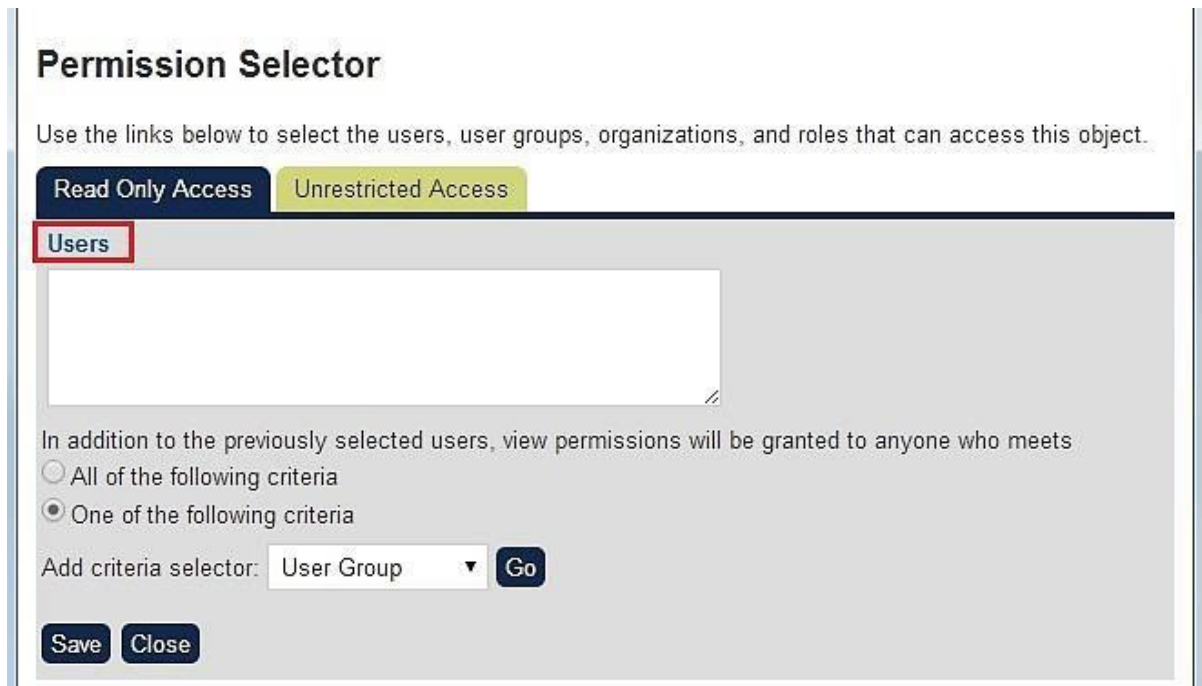 Permission Selector
Use the links below to select the users, user groups, organizations, and roles that can access this object.
Read Only Access Unrestricted Access
Users
In addition to the previously selected users, view permissions will be granted to anyone who meets
All of the following criteria
One of the following criteria
Add criteria selector: User Group Go
Save Close